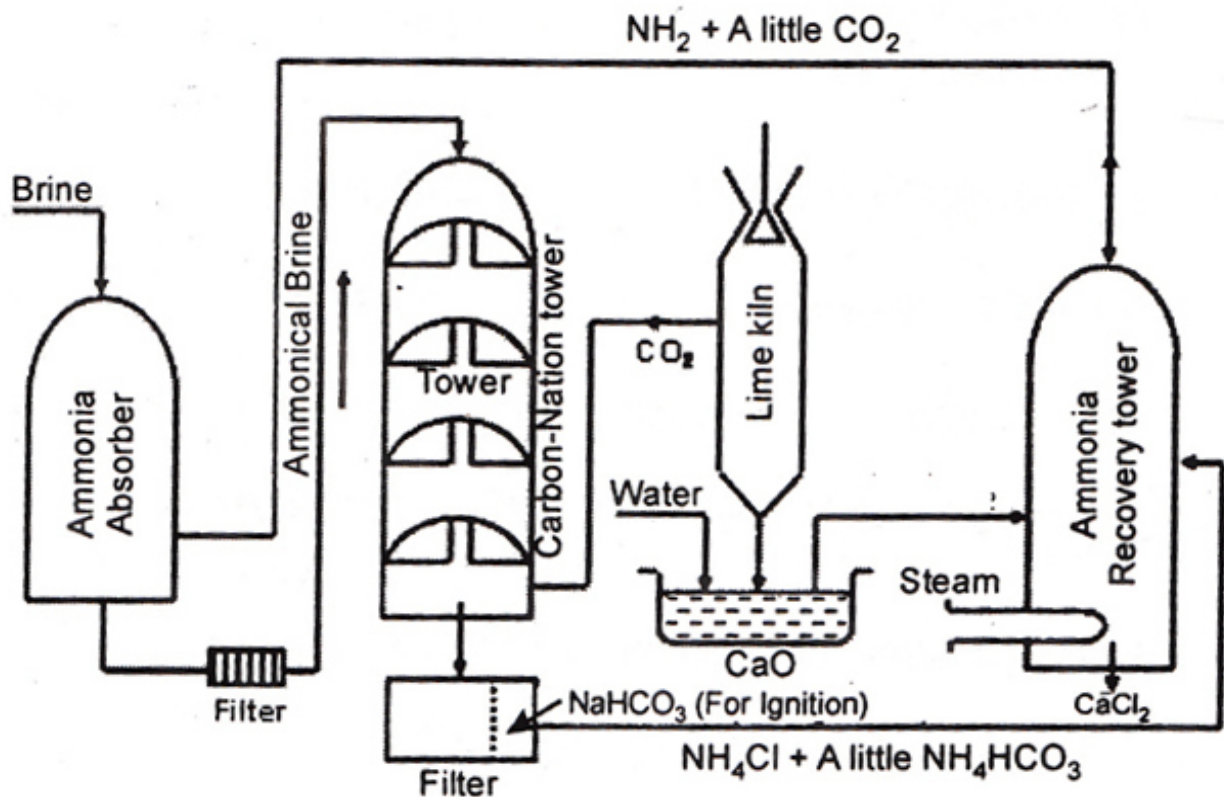 NH₂ + A little CO₂
Brine
Ammonia
Absorber
Ammonical Brine
Filter
Tower
Carbon-Nation tower
CO₂
Lime kiln
Water
CaO
Steam
Ammonia
Recovery tower
CaCl₂
NaHCO₃ (For Ignition)
NH₄Cl + A little NH₄HCO₃
Filter